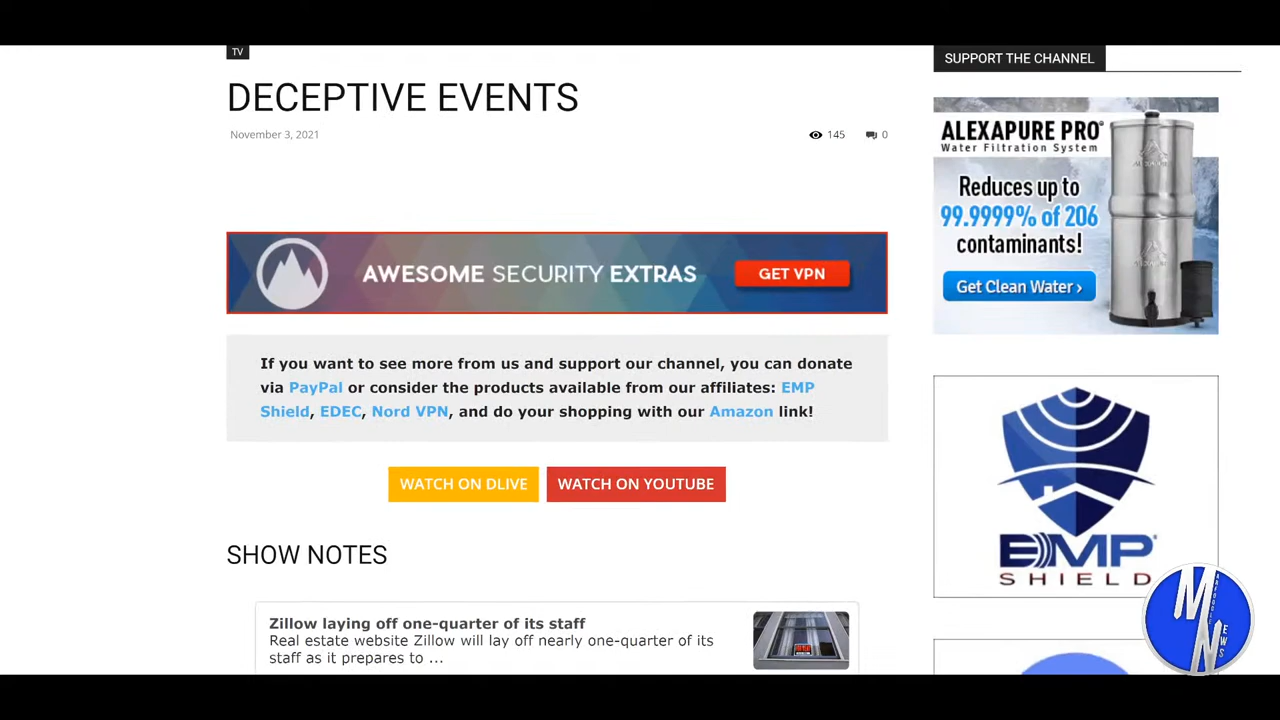 TV
DECEPTIVE EVENTS
November 3, 2021
145
0
AWESOME SECURITY EXTRAS
GET VPN
If you want to see more from us and support our channel, you can donate
via PayPal or consider the products available from our affiliates: EMP
Shield, EDEC, Nord VPN, and do your shopping with our Amazon link!
WATCH ON DLIVE
WATCH ON YOUTUBE
SHOW NOTES
Zillow laying off one-quarter of its staff
Real estate website Zillow will lay off nearly one-quarter of its
staff as it prepares to ...
SUPPORT THE CHANNEL
ALEXAPURE PRO®
Water Filtration System
Reduces up to
99.9999% of 206
contaminants!
Get Clean Water ›
EMP
SHIELD